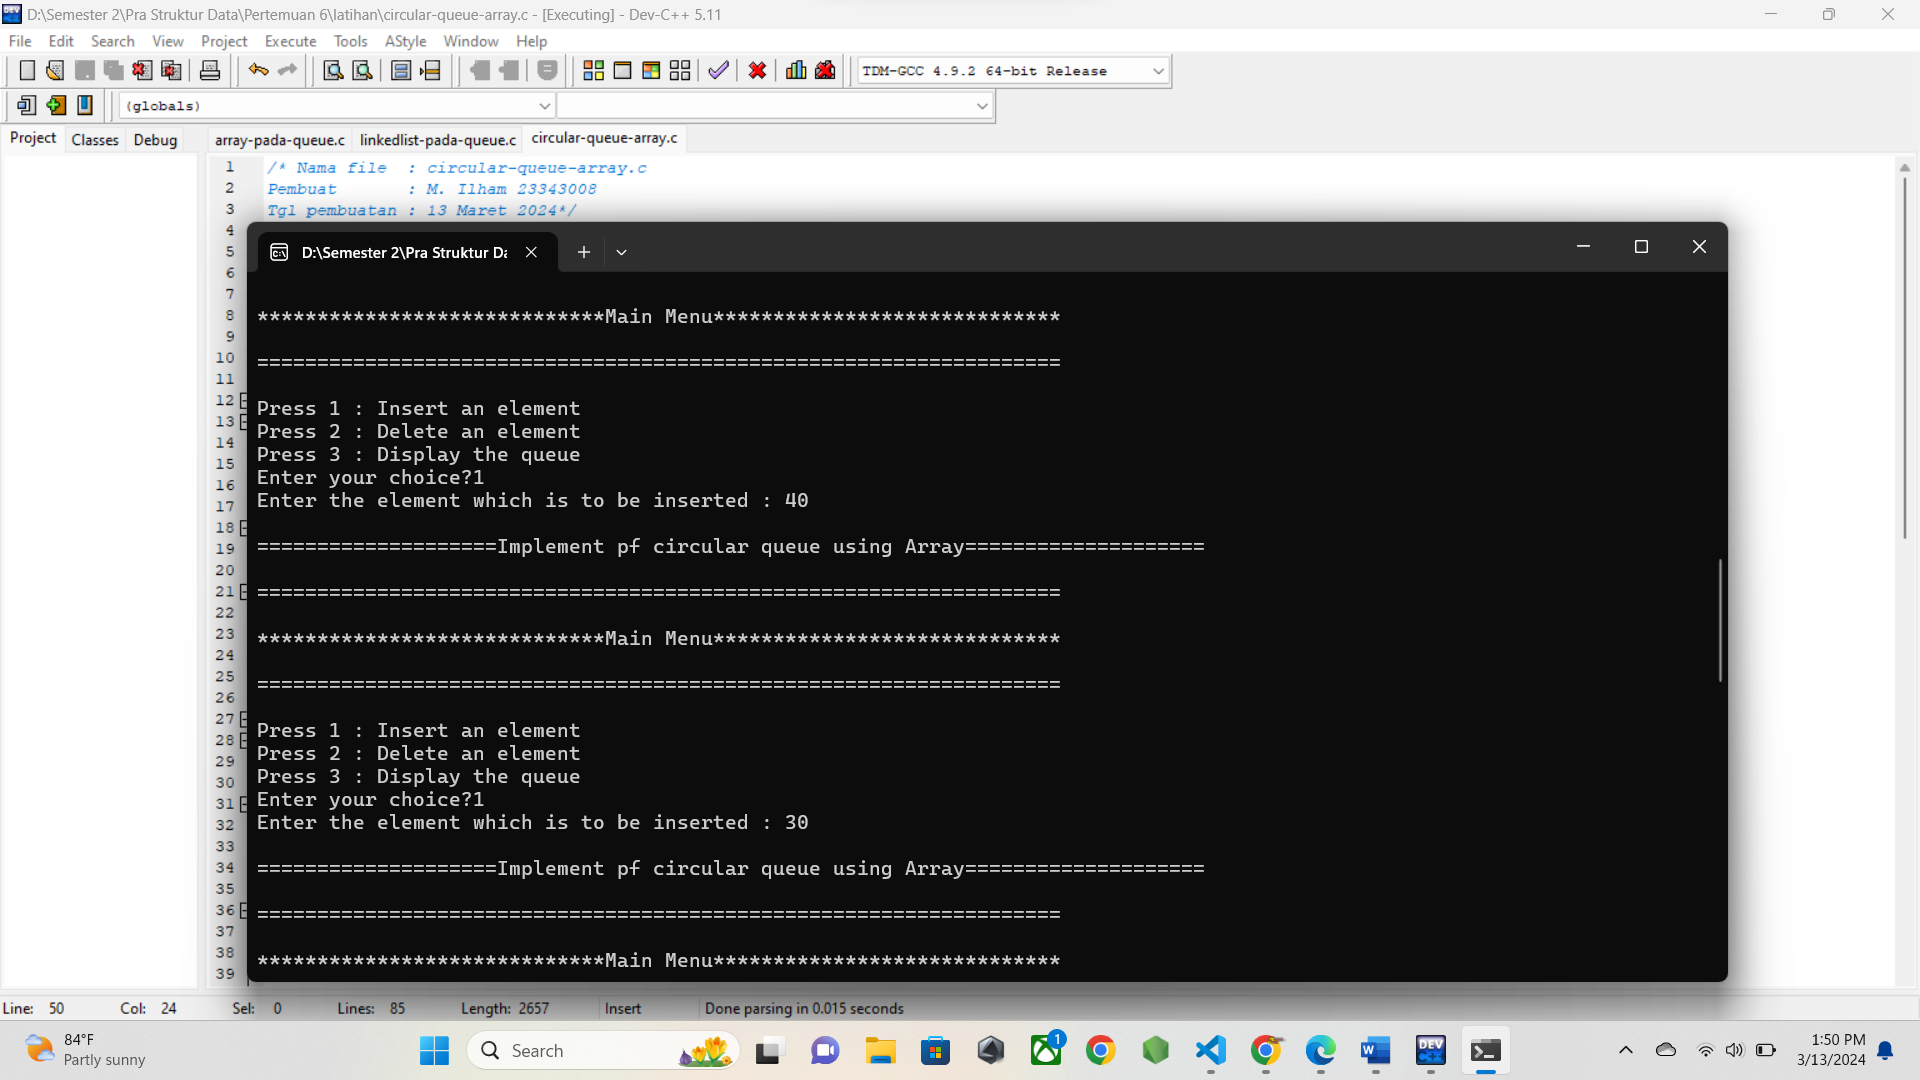 D:\Semester 2\Pra Struktur Data\Pertemuan 6\latihan\circular-queue-array.c - [Executing] - Dev-C++ 5.11
File Edit Search View Project Execute Tools AStyle Window Help
TDM-GCC 4.9.2 64-bit Release
(globals)
Project Classes Debug array-pada-queue.c linkedlist-pada-queue.c circular-queue-array.c
1 /* Nama file : circular-queue-array.c
2 Pembuat : M. Ilham 23343008
3 Tgl pembuatan : 13 Maret 2024*/
4
5
6
7
8
9
10
11
12
13
14
15
16
17
18
19
20
21
22
23
24
25
26
27
28
29
30
31
32
33
34
35
36
37
38
39
D:\Semester 2\Pra Struktur Da
*****************************Main Menu*****************************
===================================================================
Press 1 : Insert an element
Press 2 : Delete an element
Press 3 : Display the queue
Enter your choice?1
Enter the element which is to be inserted : 40
====================Implement pf circular queue using Array====================
===================================================================
*****************************Main Menu*****************************
===================================================================
Press 1 : Insert an element
Press 2 : Delete an element
Press 3 : Display the queue
Enter your choice?1
Enter the element which is to be inserted : 30
====================Implement pf circular queue using Array====================
===================================================================
*****************************Main Menu*****************************
Line: 50 Col: 24 Sel: 0 Lines: 85 Length: 2657 Insert Done parsing in 0.015 seconds
84°F
Partly sunny
Search
1
DEV
C++
1:50 PM
3/13/2024